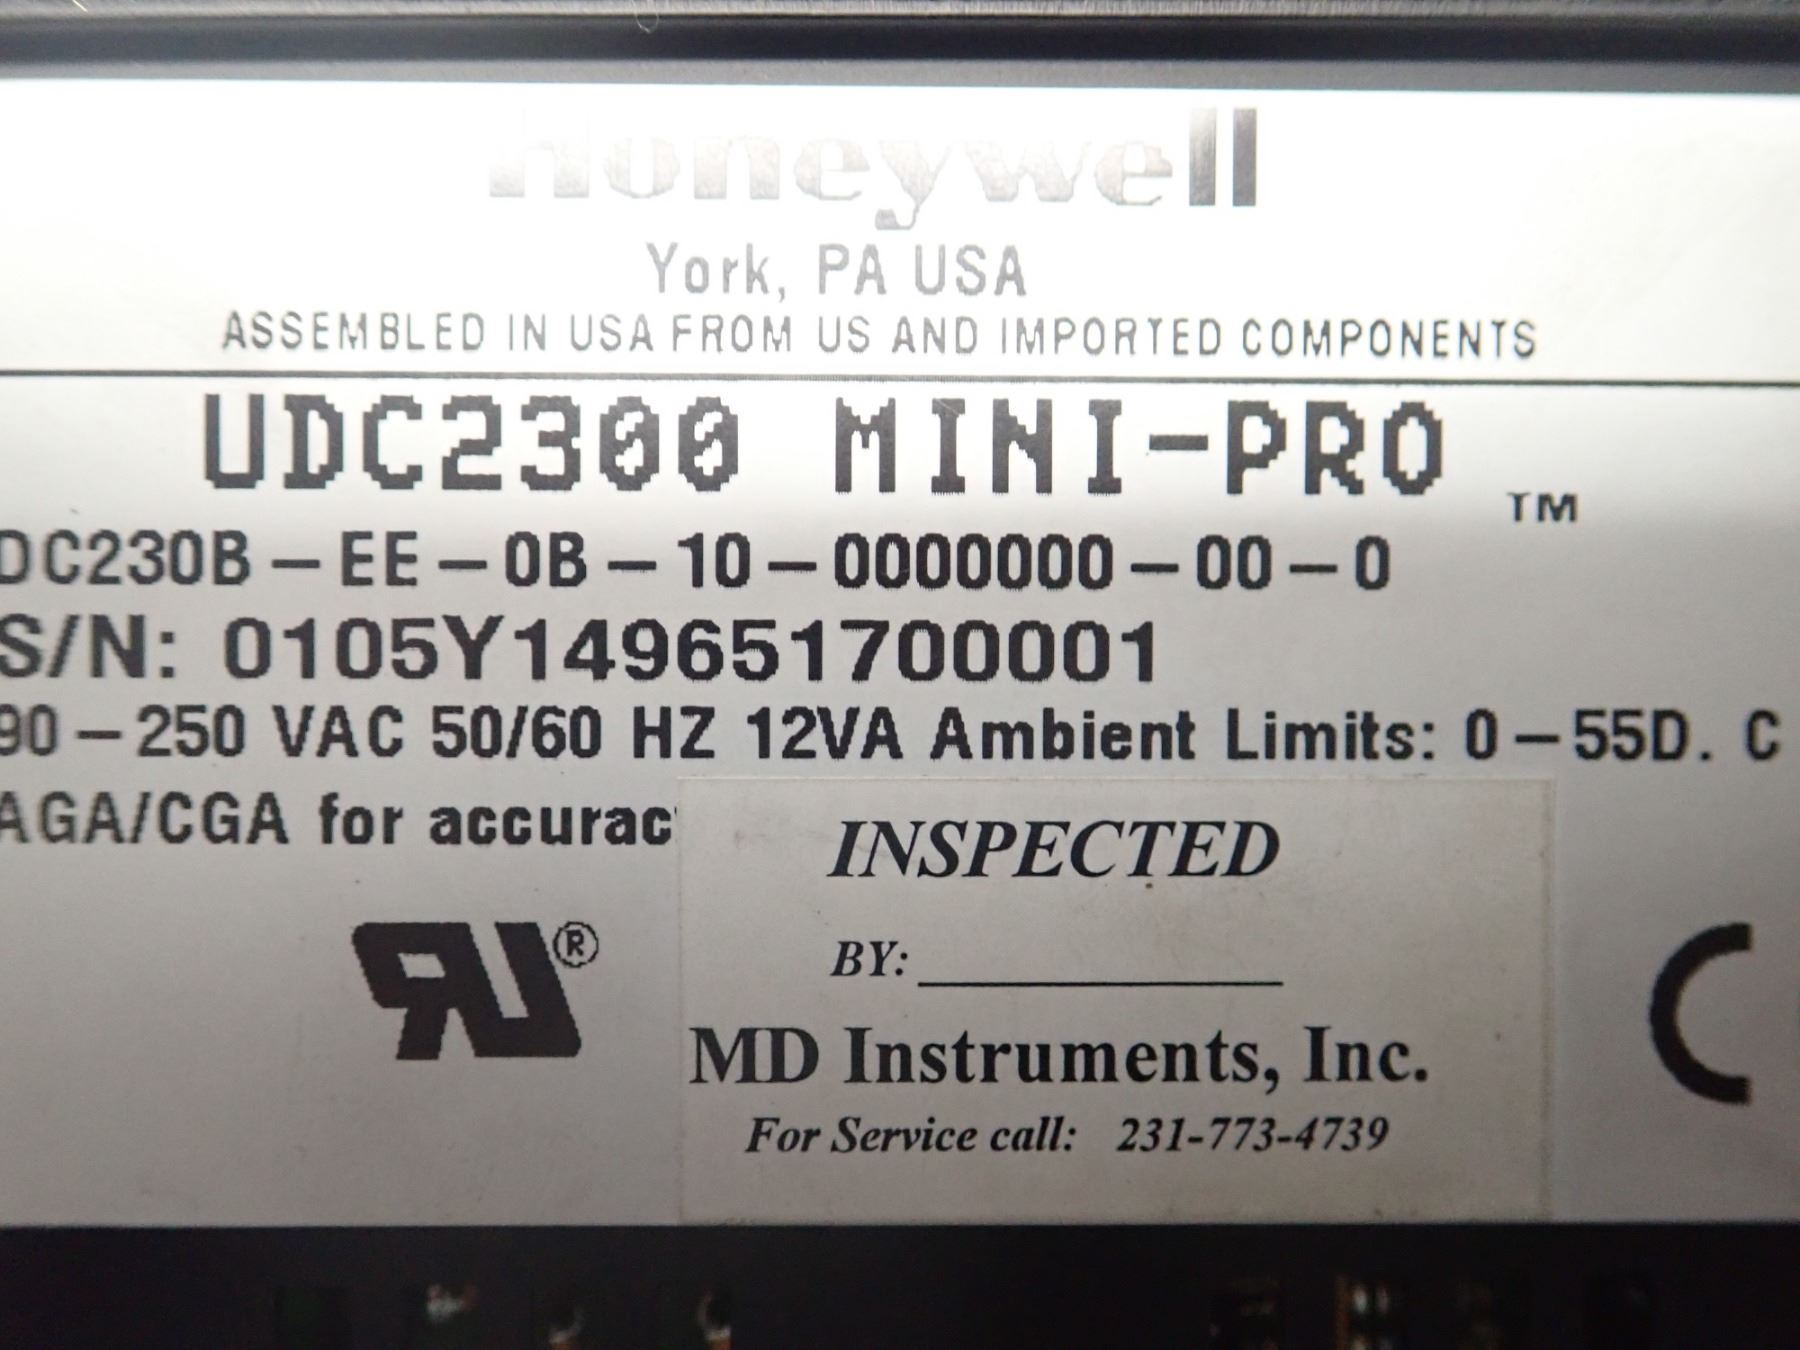 Honeywell
York, PA USA
ASSEMBLED IN USA FROM US AND IMPORTED COMPONENTS
UDC2300 MINI-PRO ™
DC230B-EE-0B-10-0000000-00-0
S/N: 0105Y149651700001
90-250 VAC 50/60 HZ 12VA Ambient Limits: 0-55D. C
AGA/CGA for accurac
INSPECTED
BY:
MD Instruments, Inc.
For Service call: 231-773-4739